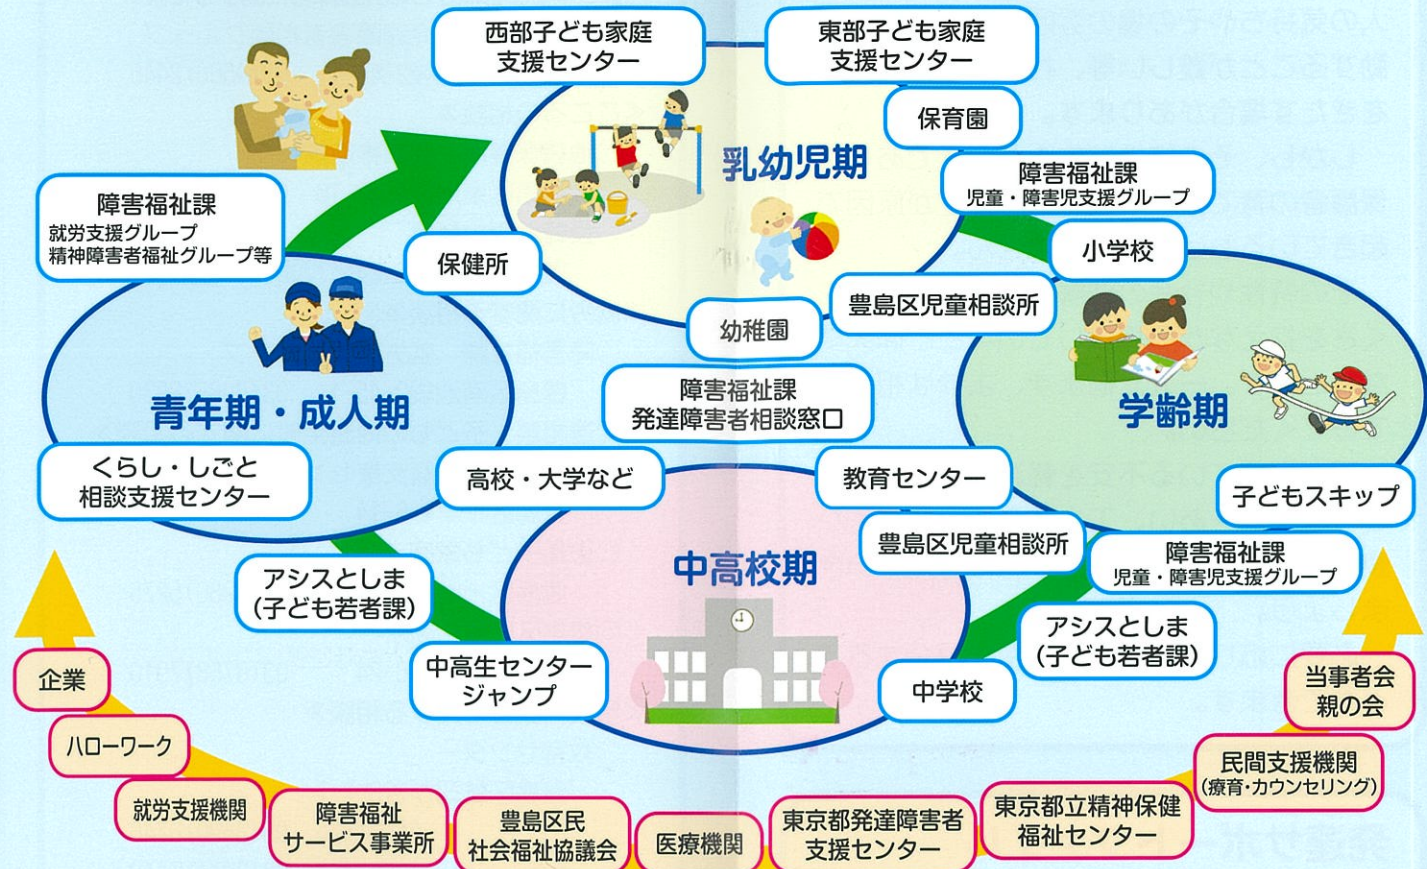 西部子ども家庭
支援センター
東部子ども家庭
支援センター
保育園
乳幼児期
障害福祉課
児童・障害児支援グループ
障害福祉課
就労支援グループ
精神障害者福祉グループ等
保健所
小学校
豊島区児童相談所
幼稚園
障害福祉課
発達障害者相談窓口
青年期・成人期
学齢期
くらし・しごと
相談支援センター
高校・大学など
教育センター
子どもスキップ
豊島区児童相談所
障害福祉課
児童・障害児支援グループ
中高校期
アシスとしま
(子ども若者課)
アシスとしま
(子ども若者課)
中高生センター
ジャンプ
中学校
企業
ハローワーク
就労支援機関
障害福祉
サービス事業所
豊島区民
社会福祉協議会
医療機関
東京都発達障害者
支援センター
東京都立精神保健
福祉センター
民間支援機関
(療育・カウンセリング)
当事者会
親の会